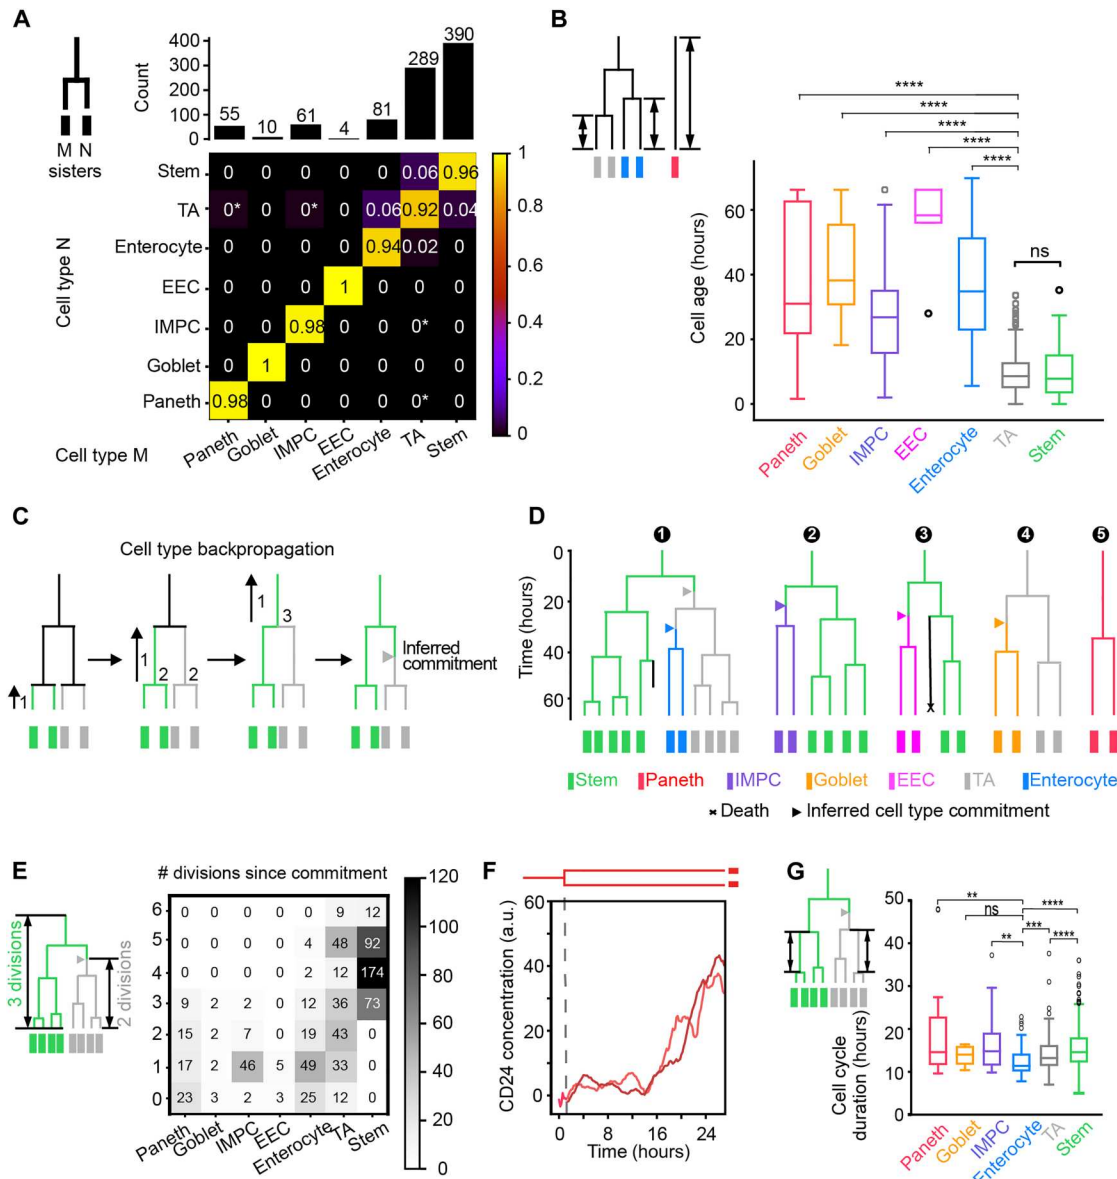 A
M N
sisters
Count
400
300
200
100
0
55
10
61
4
81
289
390
Cell type N
Stem 0 0 0 0 0 0.06 0.96
TA 0* 0 0* 0 0.06 0.92 0.04
Enterocyte 0 0 0 0 0.94 0.02 0
EEC 0 0 0 1 0 0 0
IMPC 0 0 0.98 0 0 0* 0
Goblet 0 1 0 0 0 0 0
Paneth 0.98 0 0 0 0 0* 0
1
0.8
0.6
0.4
0.2
0
Cell type M
Paneth
Goblet
IMPC
EEC
Enterocyte
TA
Stem
B
****
****
****
****
****
ns
Cell age (hours)
60
40
20
0
Paneth
Goblet
IMPC
EEC
Enterocyte
TA
Stem
C
Cell type backpropagation
1
1
2
2
1
3
Inferred
commitment
D
1
2
3
4
5
Time (hours)
0
20
40
60
Stem
Paneth
IMPC
Goblet
EEC
TA
Enterocyte
Death
Inferred cell type commitment
E
# divisions since commitment
3 divisions
2 divisions
6 0 0 0 0 0 9 12
5 0 0 0 0 4 48 92
4 0 0 0 0 2 12 174
3 9 2 2 0 12 36 73
2 15 2 7 0 19 43 0
1 17 2 46 5 49 33 0
0 23 3 2 3 25 12 0
Paneth
Goblet
IMPC
EEC
Enterocyte
TA
Stem
120
100
80
60
40
20
0
F
CD24 concentration (a.u.)
60
40
20
0
0 4 8 16 24
Time (hours)
G
Cell cycle
duration (hours)
50
40
30
20
10
0
**
ns
**
***
****
****
Paneth
Goblet
IMPC
Enterocyte
TA
Stem